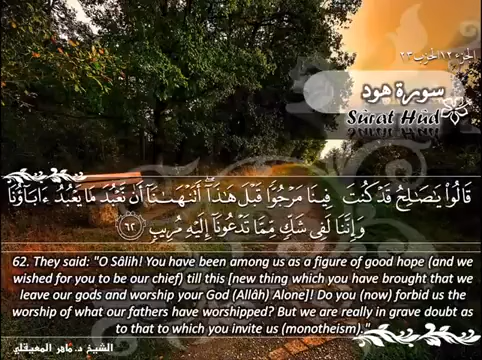 الجزء ١٢ الحزب ٢٣
سورة هود
Sûrat Hûd
قَالُوا۟ يَـٰصَـٰلِحُ قَدْ كُنتَ فِينَا مَرْجُوًّا قَبْلَ هَـٰذَآ ۖ أَتَنْهَىٰنَآ أَن نَّعْبُدَ مَا يَعْبُدُ ءَابَآؤُنَا
وَإِنَّنَا لَفِى شَكٍّ مِّمَّا تَدْعُونَآ إِلَيْهِ مُرِيبٍ ٦٢
62. They said: "O Sâlih! You have been among us as a figure of good hope (and we
wished for you to be our chief) till this [new thing which you have brought that we
leave our gods and worship your God (Allâh) Alone]! Do you (now) forbid us the
worship of what our fathers have worshipped? But we are really in grave doubt as
to that to which you invite us (monotheism)."
الشيخ د. ماهر المعيقلي